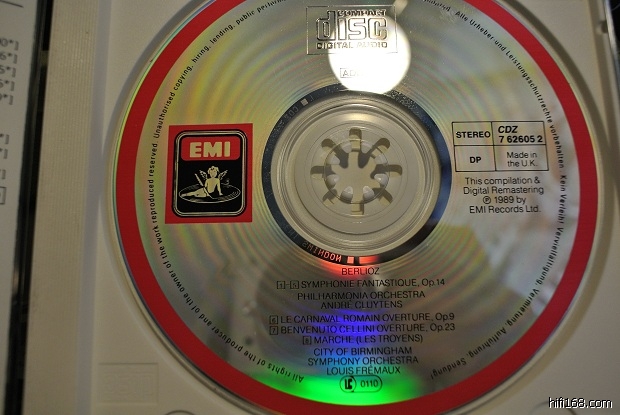 COMPACT
disc
DIGITAL AUDIO
All rights of the producer and of the owner of the work reproduced reserved. Unauthorised copying, hiring, lending, public
Alle Urheber und Leistungsschutzrechte vorbehalten. Kein Verleih! Vervielfältigung, Vermietung, Aufführung, Sendung!
EMI
STEREO
CDZ
7 62605 2
DP
Made in
the U.K.
This compilation &
Digital Remastering
Ⓟ 1989 by
EMI Records Ltd.
BERLIOZ
1-5 SYMPHONIE FANTASTIQUE, Op.14
PHILHARMONIA ORCHESTRA
ANDRÉ CLUYTENS
6 LE CARNAVAL ROMAIN OVERTURE, Op.9
7 BENVENUTO CELLINI OVERTURE, Op.23
8 MARCHE (LES TROYENS)
CITY OF BIRMINGHAM
SYMPHONY ORCHESTRA
LOUIS FRÉMAUX
LC 0110
hifi168.com